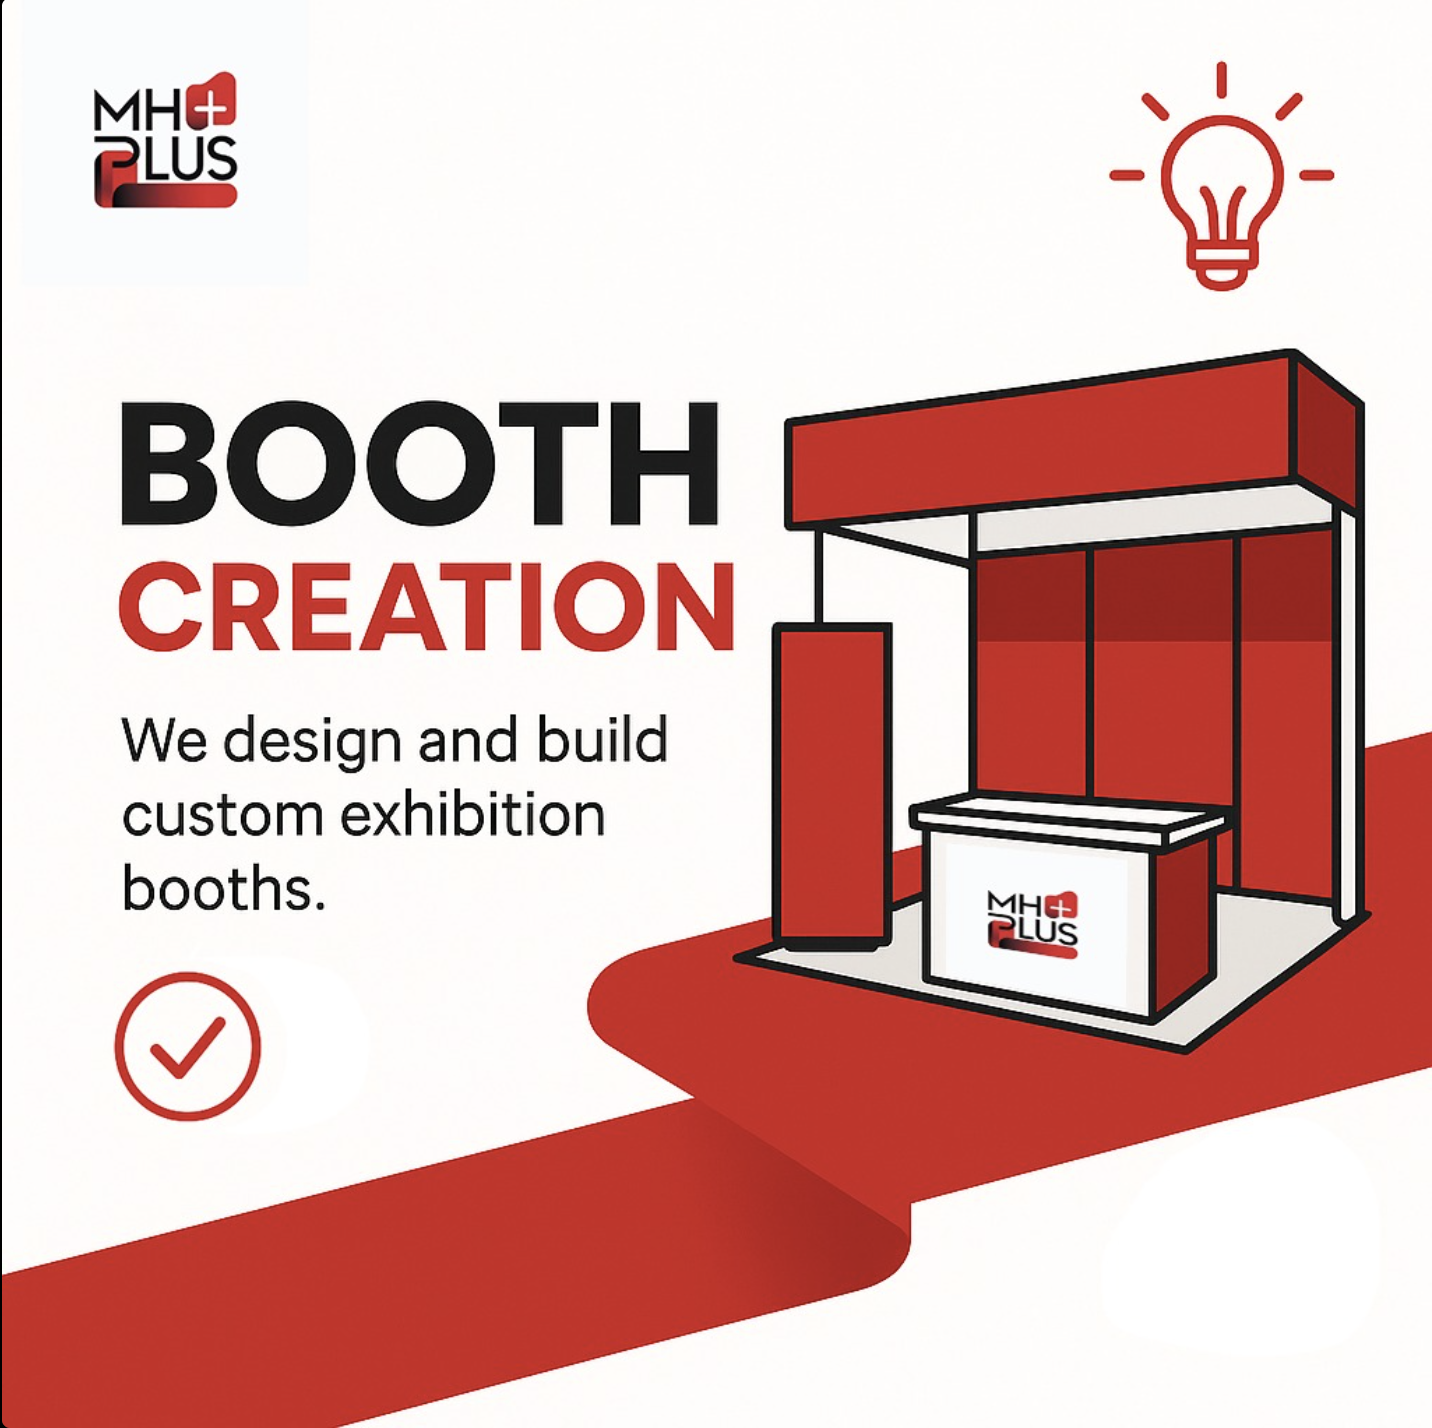 MH+
PLUS
BOOTH
CREATION
We design and build
custom exhibition
booths.
MH+
PLUS